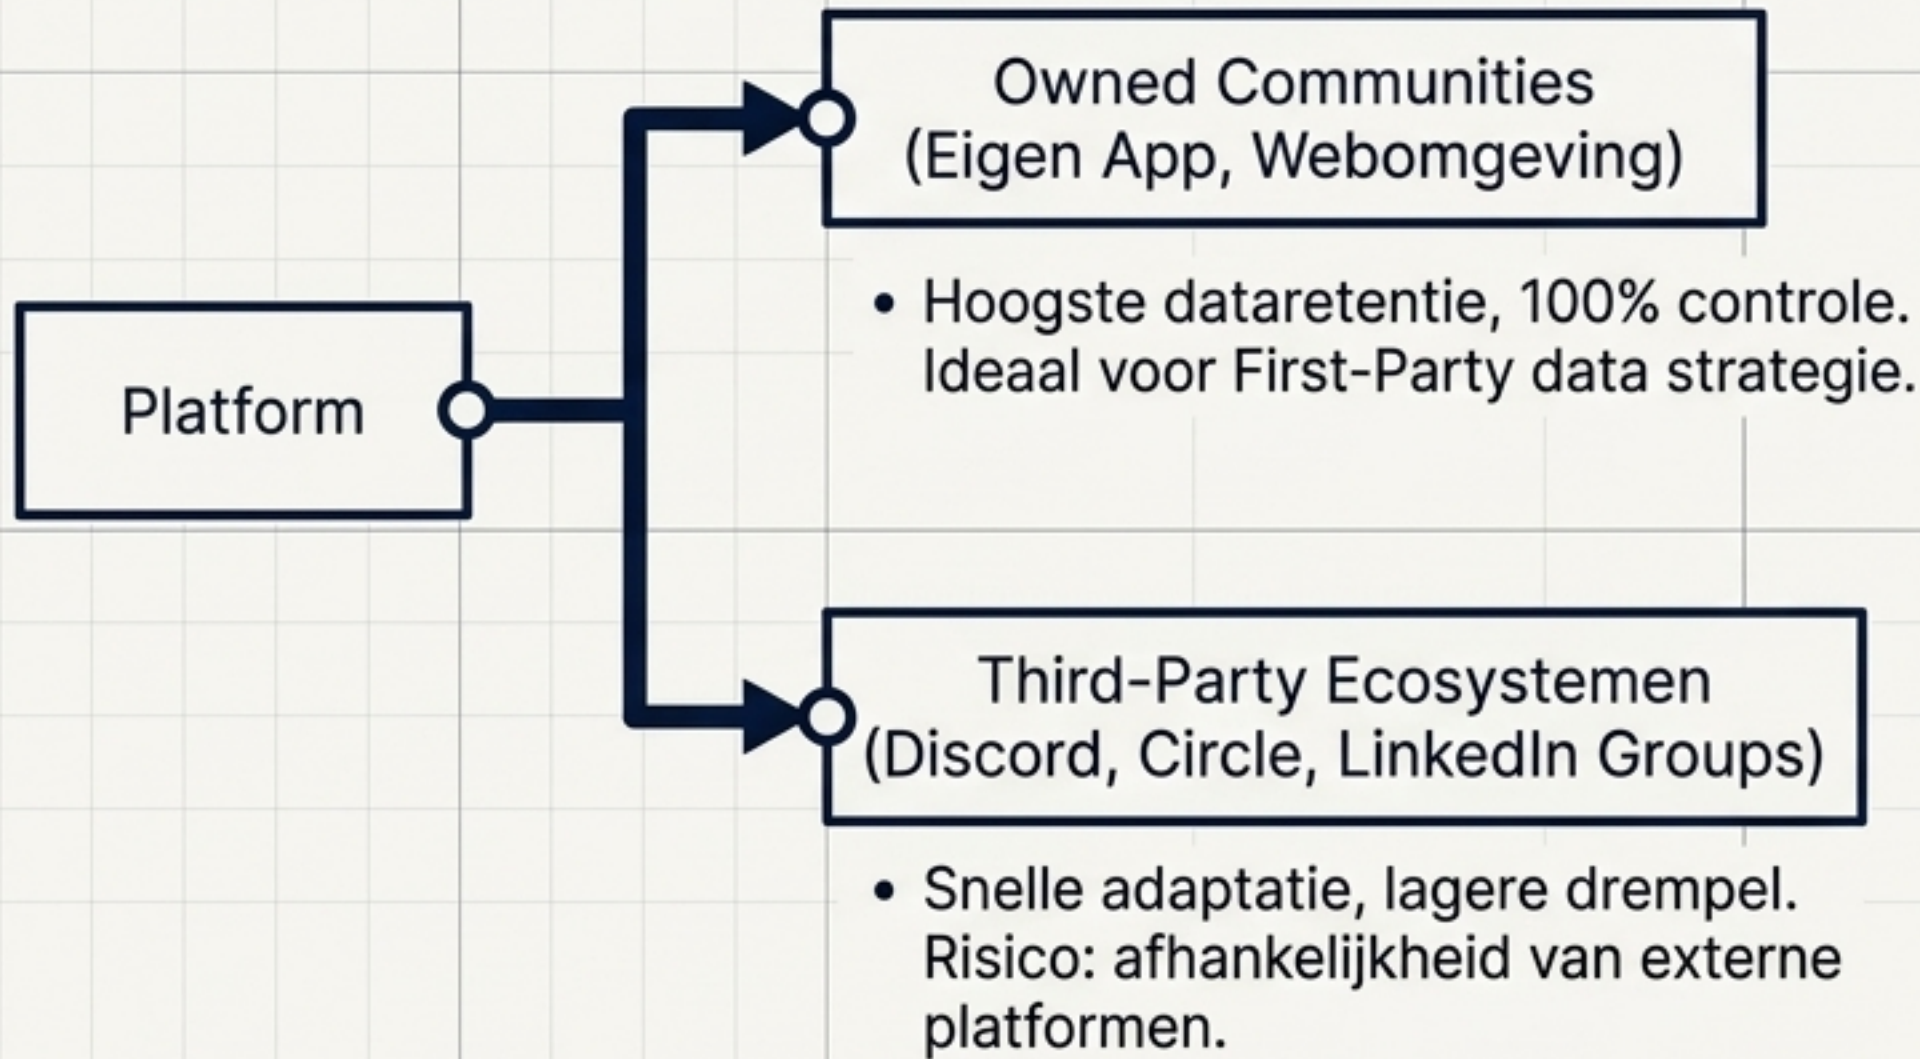 Owned Communities
(Eigen App, Webomgeving)
• Hoogste dataretentie, 100% controle.
Ideaal voor First-Party data strategie.
Platform
Third-Party Ecosystemen
(Discord, Circle, LinkedIn Groups)
• Snelle adaptatie, lagere drempel.
Risico: afhankelijkheid van externe
platformen.